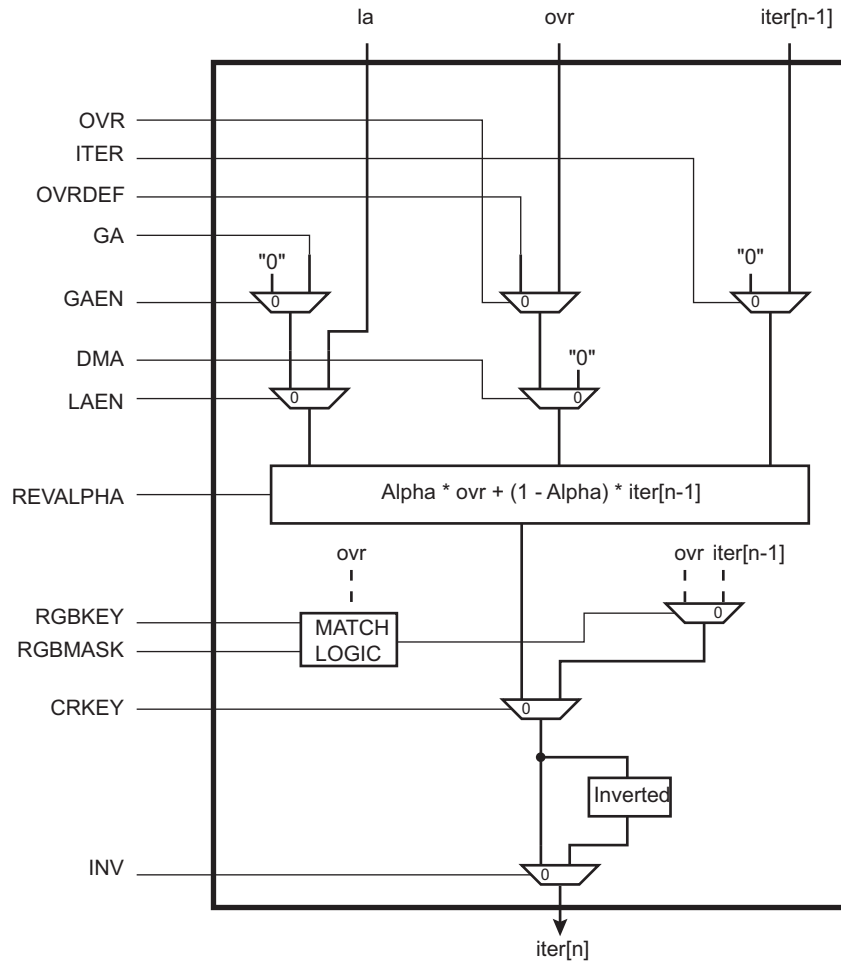 la ovr iter[n-1]
OVR
ITER
OVRDEF
GA
"0" "0"
GAEN 0 0 0
DMA "0"
LAEN 0 0
REVALPHA Alpha * ovr + (1 - Alpha) * iter[n-1]
ovr ovr iter[n-1]
RGBKEY 0
MATCH
RGBMASK LOGIC
CRKEY 0
Inverted
INV 0
iter[n]